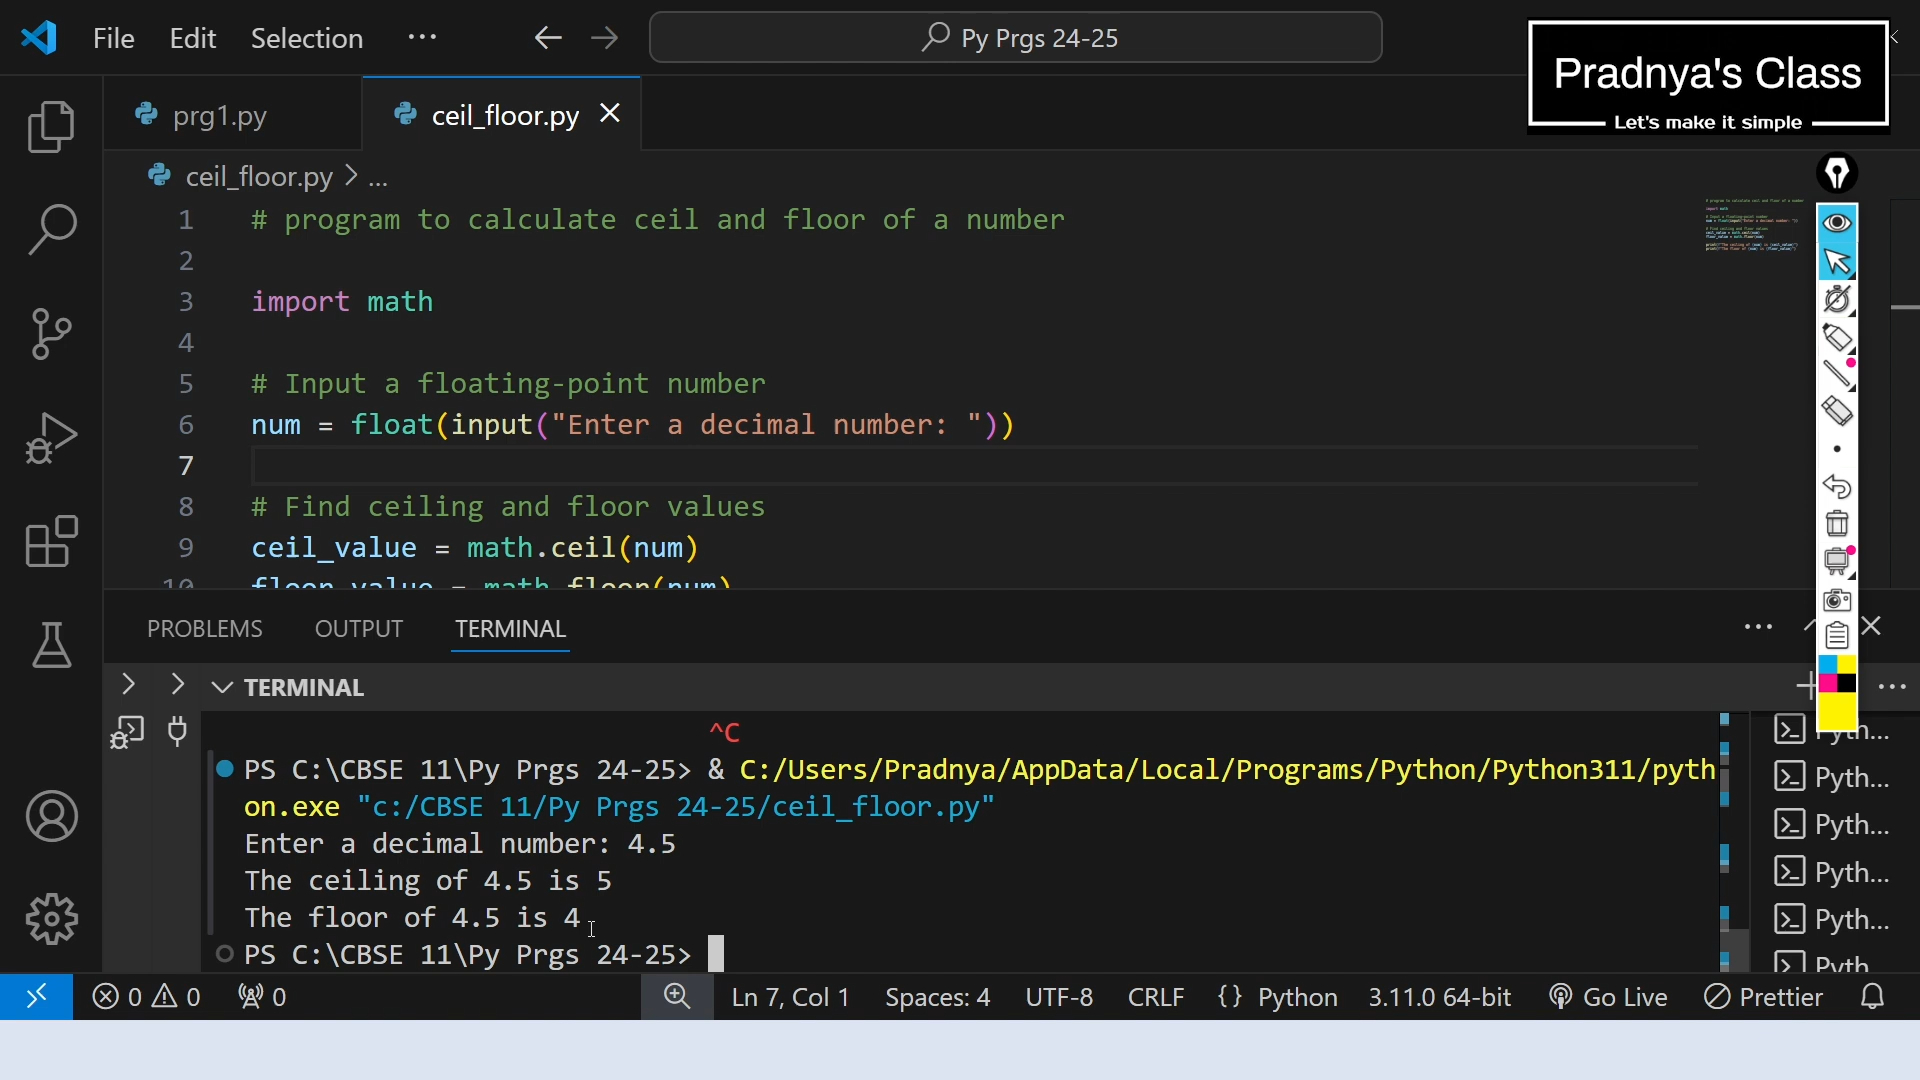 File Edit Selection ··· Py Prgs 24-25
Pradnya's Class
Let's make it simple
prg1.py ceil_floor.py
ceil_floor.py > ...
1 # program to calculate ceil and floor of a number
2
3 import math
4
5 # Input a floating-point number
6 num = float(input("Enter a decimal number: "))
7
8 # Find ceiling and floor values
9 ceil_value = math.ceil(num)
10 floor_value = math.floor(num)
PROBLEMS OUTPUT TERMINAL ···
TERMINAL
^C
PS C:\CBSE 11\Py Prgs 24-25> & C:/Users/Pradnya/AppData/Local/Programs/Python/Python311/pyth
on.exe "c:/CBSE 11/Py Prgs 24-25/ceil_floor.py"
Enter a decimal number: 4.5
The ceiling of 4.5 is 5
The floor of 4.5 is 4
PS C:\CBSE 11\Py Prgs 24-25>
Pyth...
Pyth...
Pyth...
Pyth...
Pyth...
Pyth...
0 0 0 Ln 7, Col 1 Spaces: 4 UTF-8 CRLF {} Python 3.11.0 64-bit Go Live Prettier